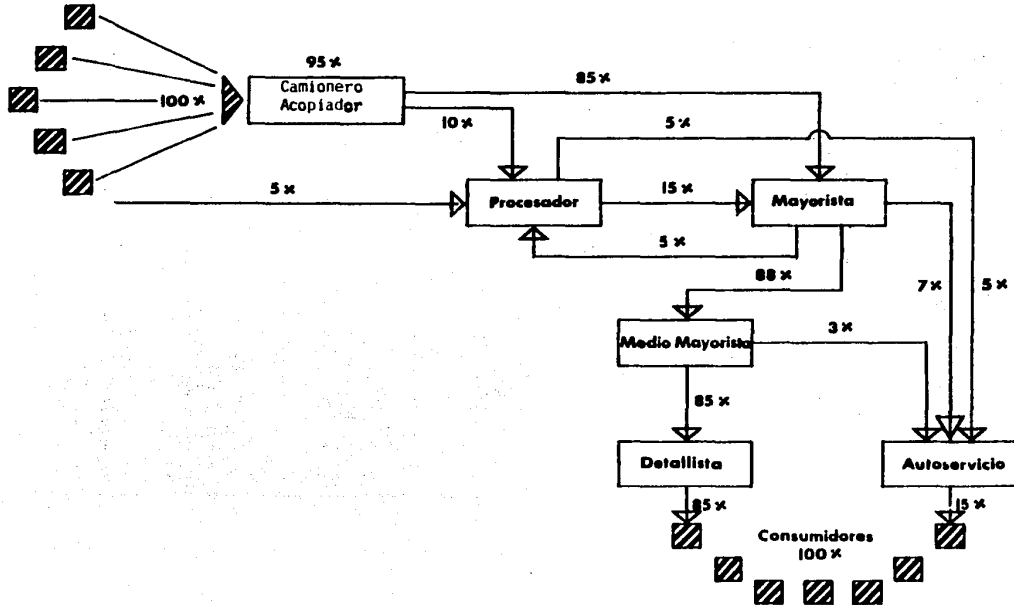 95%
Camionero
Acopiador
100%
85%
10%
5%
5%
Procesador
15%
Mayorista
5%
88%
7%
5%
Medio Mayorista
3%
85%
Detallista
Autoservicio
85%
15%
Consumidores
100%